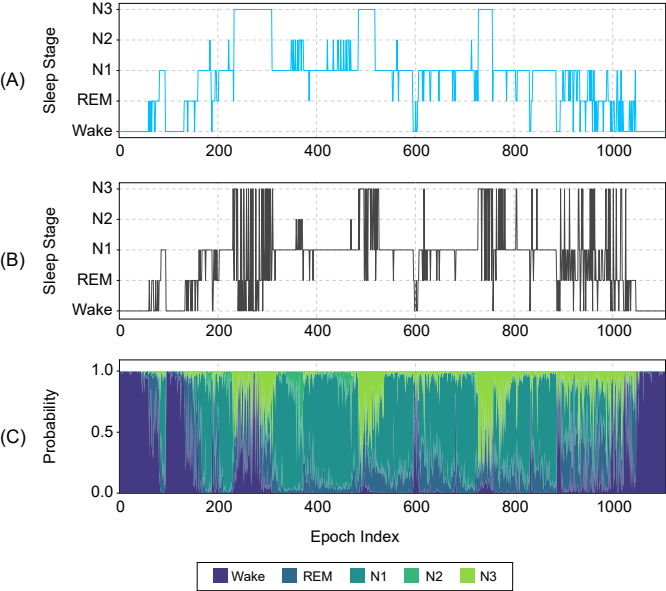 (A)
Sleep Stage
N3
N2
N1
REM
Wake
0 200 400 600 800 1000
(B)
Sleep Stage
N3
N2
N1
REM
Wake
0 200 400 600 800 1000
(C)
Probability
1.0
0.5
0.0
0 200 400 600 800 1000
Epoch Index
Wake REM N1 N2 N3